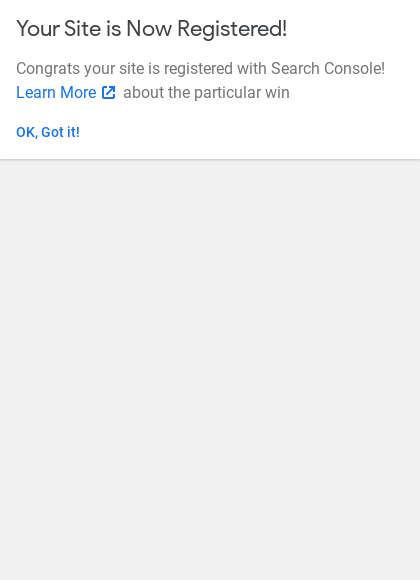 Your Site is Now Registered!
Congrats your site is registered with Search Console!
Learn More about the particular win
OK, Got it!